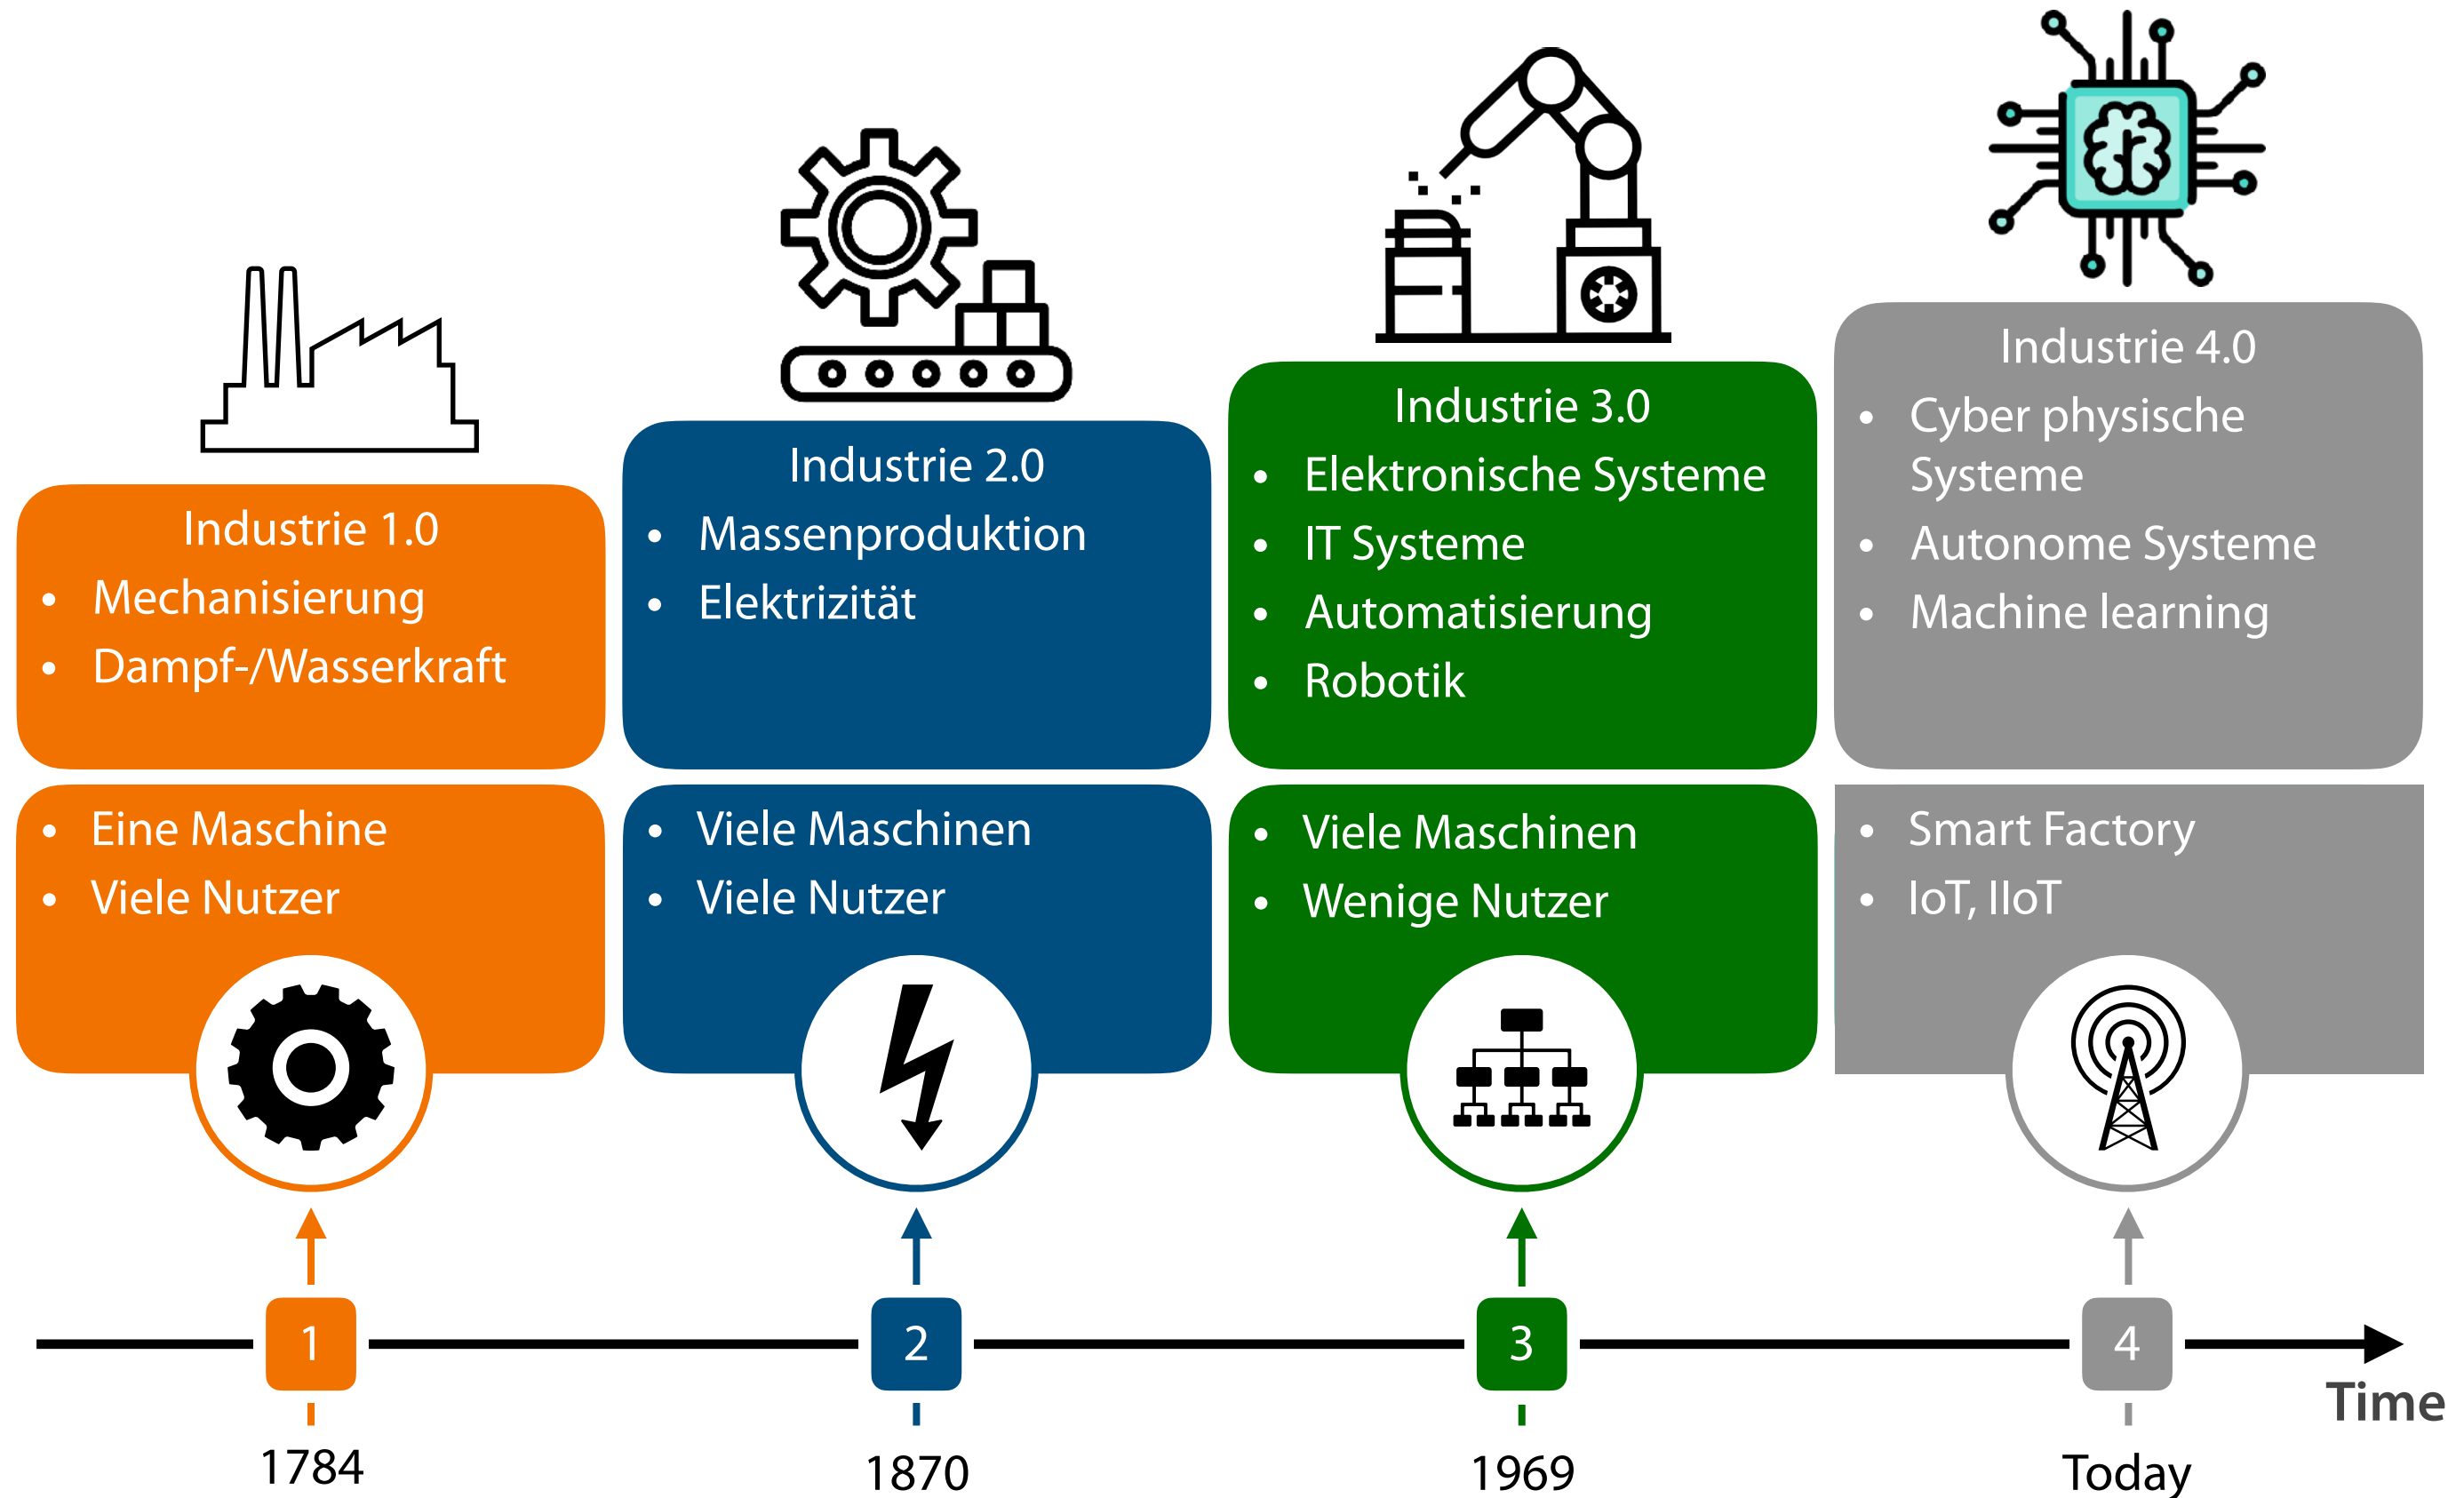 Industrie 1.0
Mechanisierung
Dampf-/Wasserkraft
Eine Maschine
Viele Nutzer
Industrie 2.0
Massenproduktion
Elektrizität
Viele Maschinen
Viele Nutzer
Industrie 3.0
Elektronische Systeme
IT Systeme
Automatisierung
Robotik
Viele Maschinen
Wenige Nutzer
Industrie 4.0
Cyber physische
Systeme
Autonome Systeme
Machine learning
Smart Factory
IoT, IIoT
1
2
3
4
Time
1784
1870
1969
Today